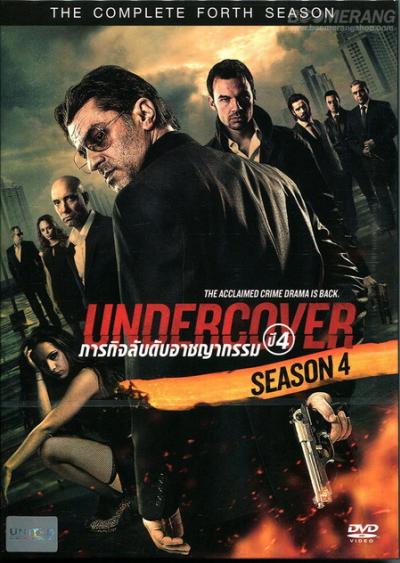 THE COMPLETE FORTH SEASON
BOOMERANG
www.boomerangshop.com
THE ACCLAIMED CRIME DRAMA IS BACK.
UNDERCOVER
ภารกิจลับดับอาชญากรรม ปี 4
SEASON 4
DVD
VIDEO